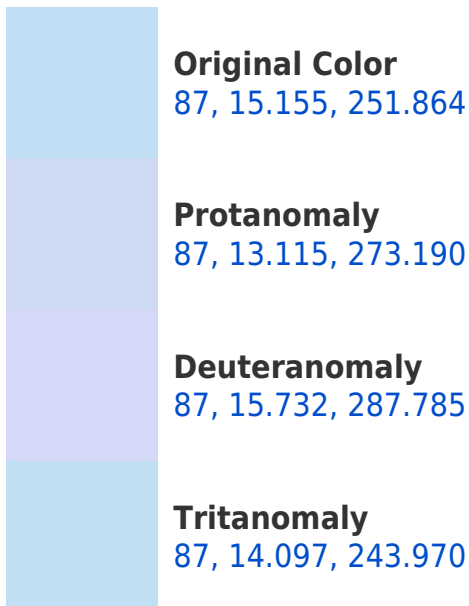 Original Color
87, 15.155, 251.864
Protanomaly
87, 13.115, 273.190
Deuteranomaly
87, 15.732, 287.785
Tritanomaly
87, 14.097, 243.970